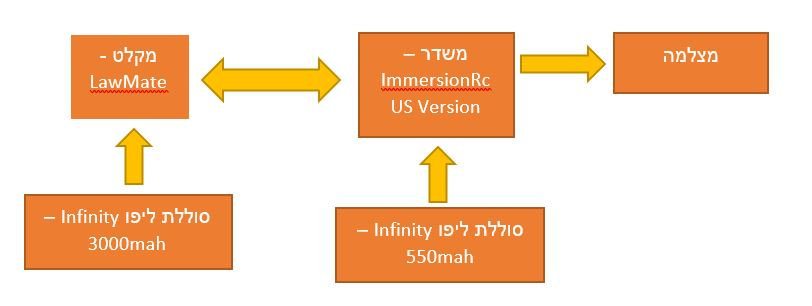 מקלט -
LawMate
משדר –
ImmersionRc
US Version
מצלמה
סוללת ליפו Infinity –
3000mah
סוללת ליפו Infinity –
550mah